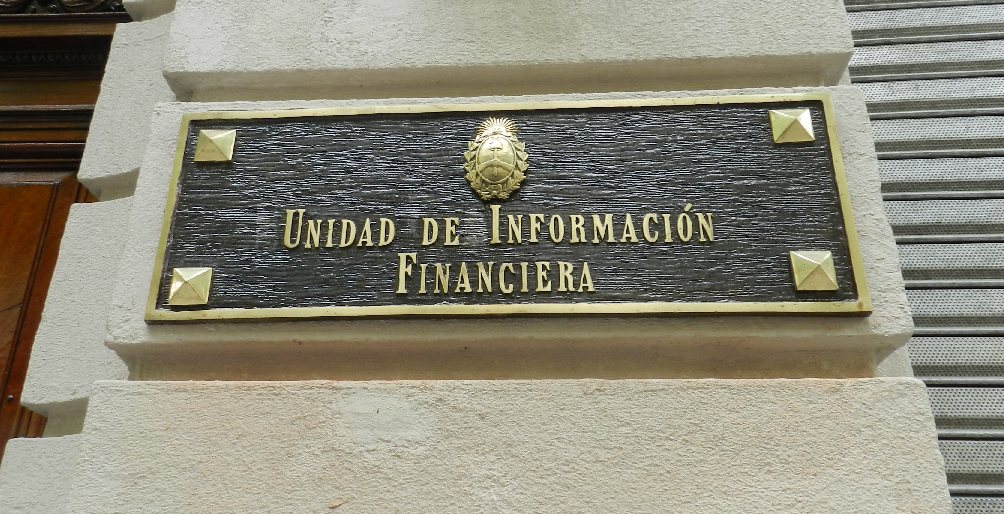 UNIDAD DE INFORMACIÓN
FINANCIERA